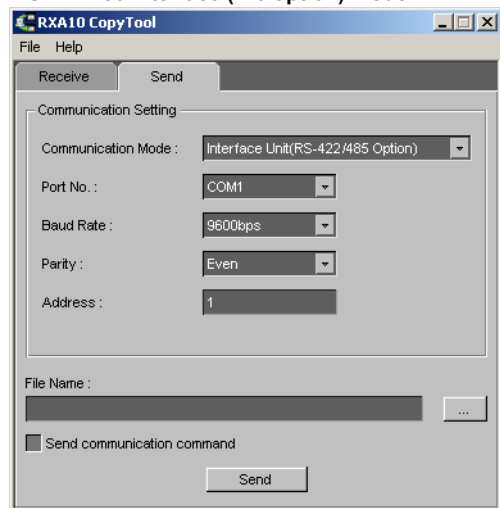 RXA10 CopyTool
File Help
Receive Send
Communication Setting
Communication Mode : Interface Unit(RS-422/485 Option)
Port No. : COM1
Baud Rate : 9600bps
Parity : Even
Address : 1
File Name :
...
Send communication command
Send